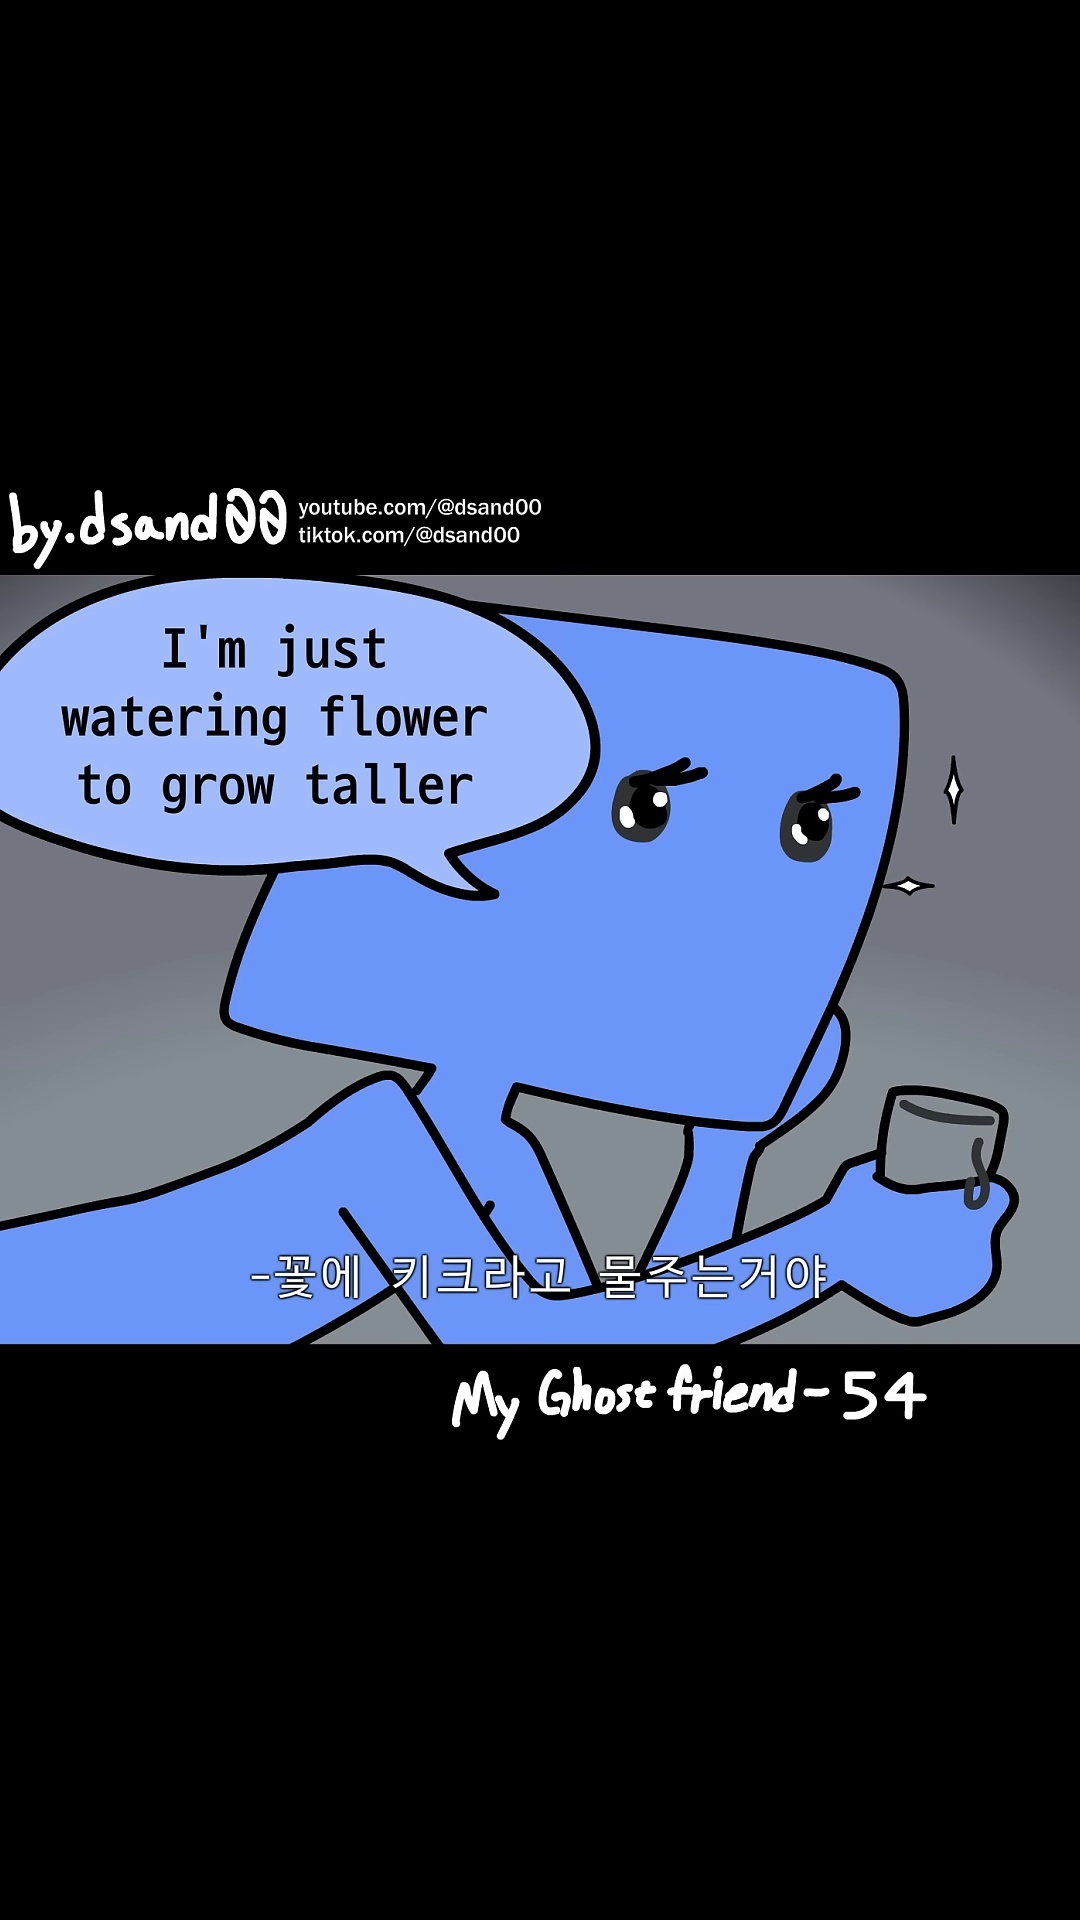 by.dsand00
youtube.com/@dsand00
tiktok.com/@dsand00
I'm just
watering flower
to grow taller
-꽃에 키크라고 물주는거야
My Ghost friend-54